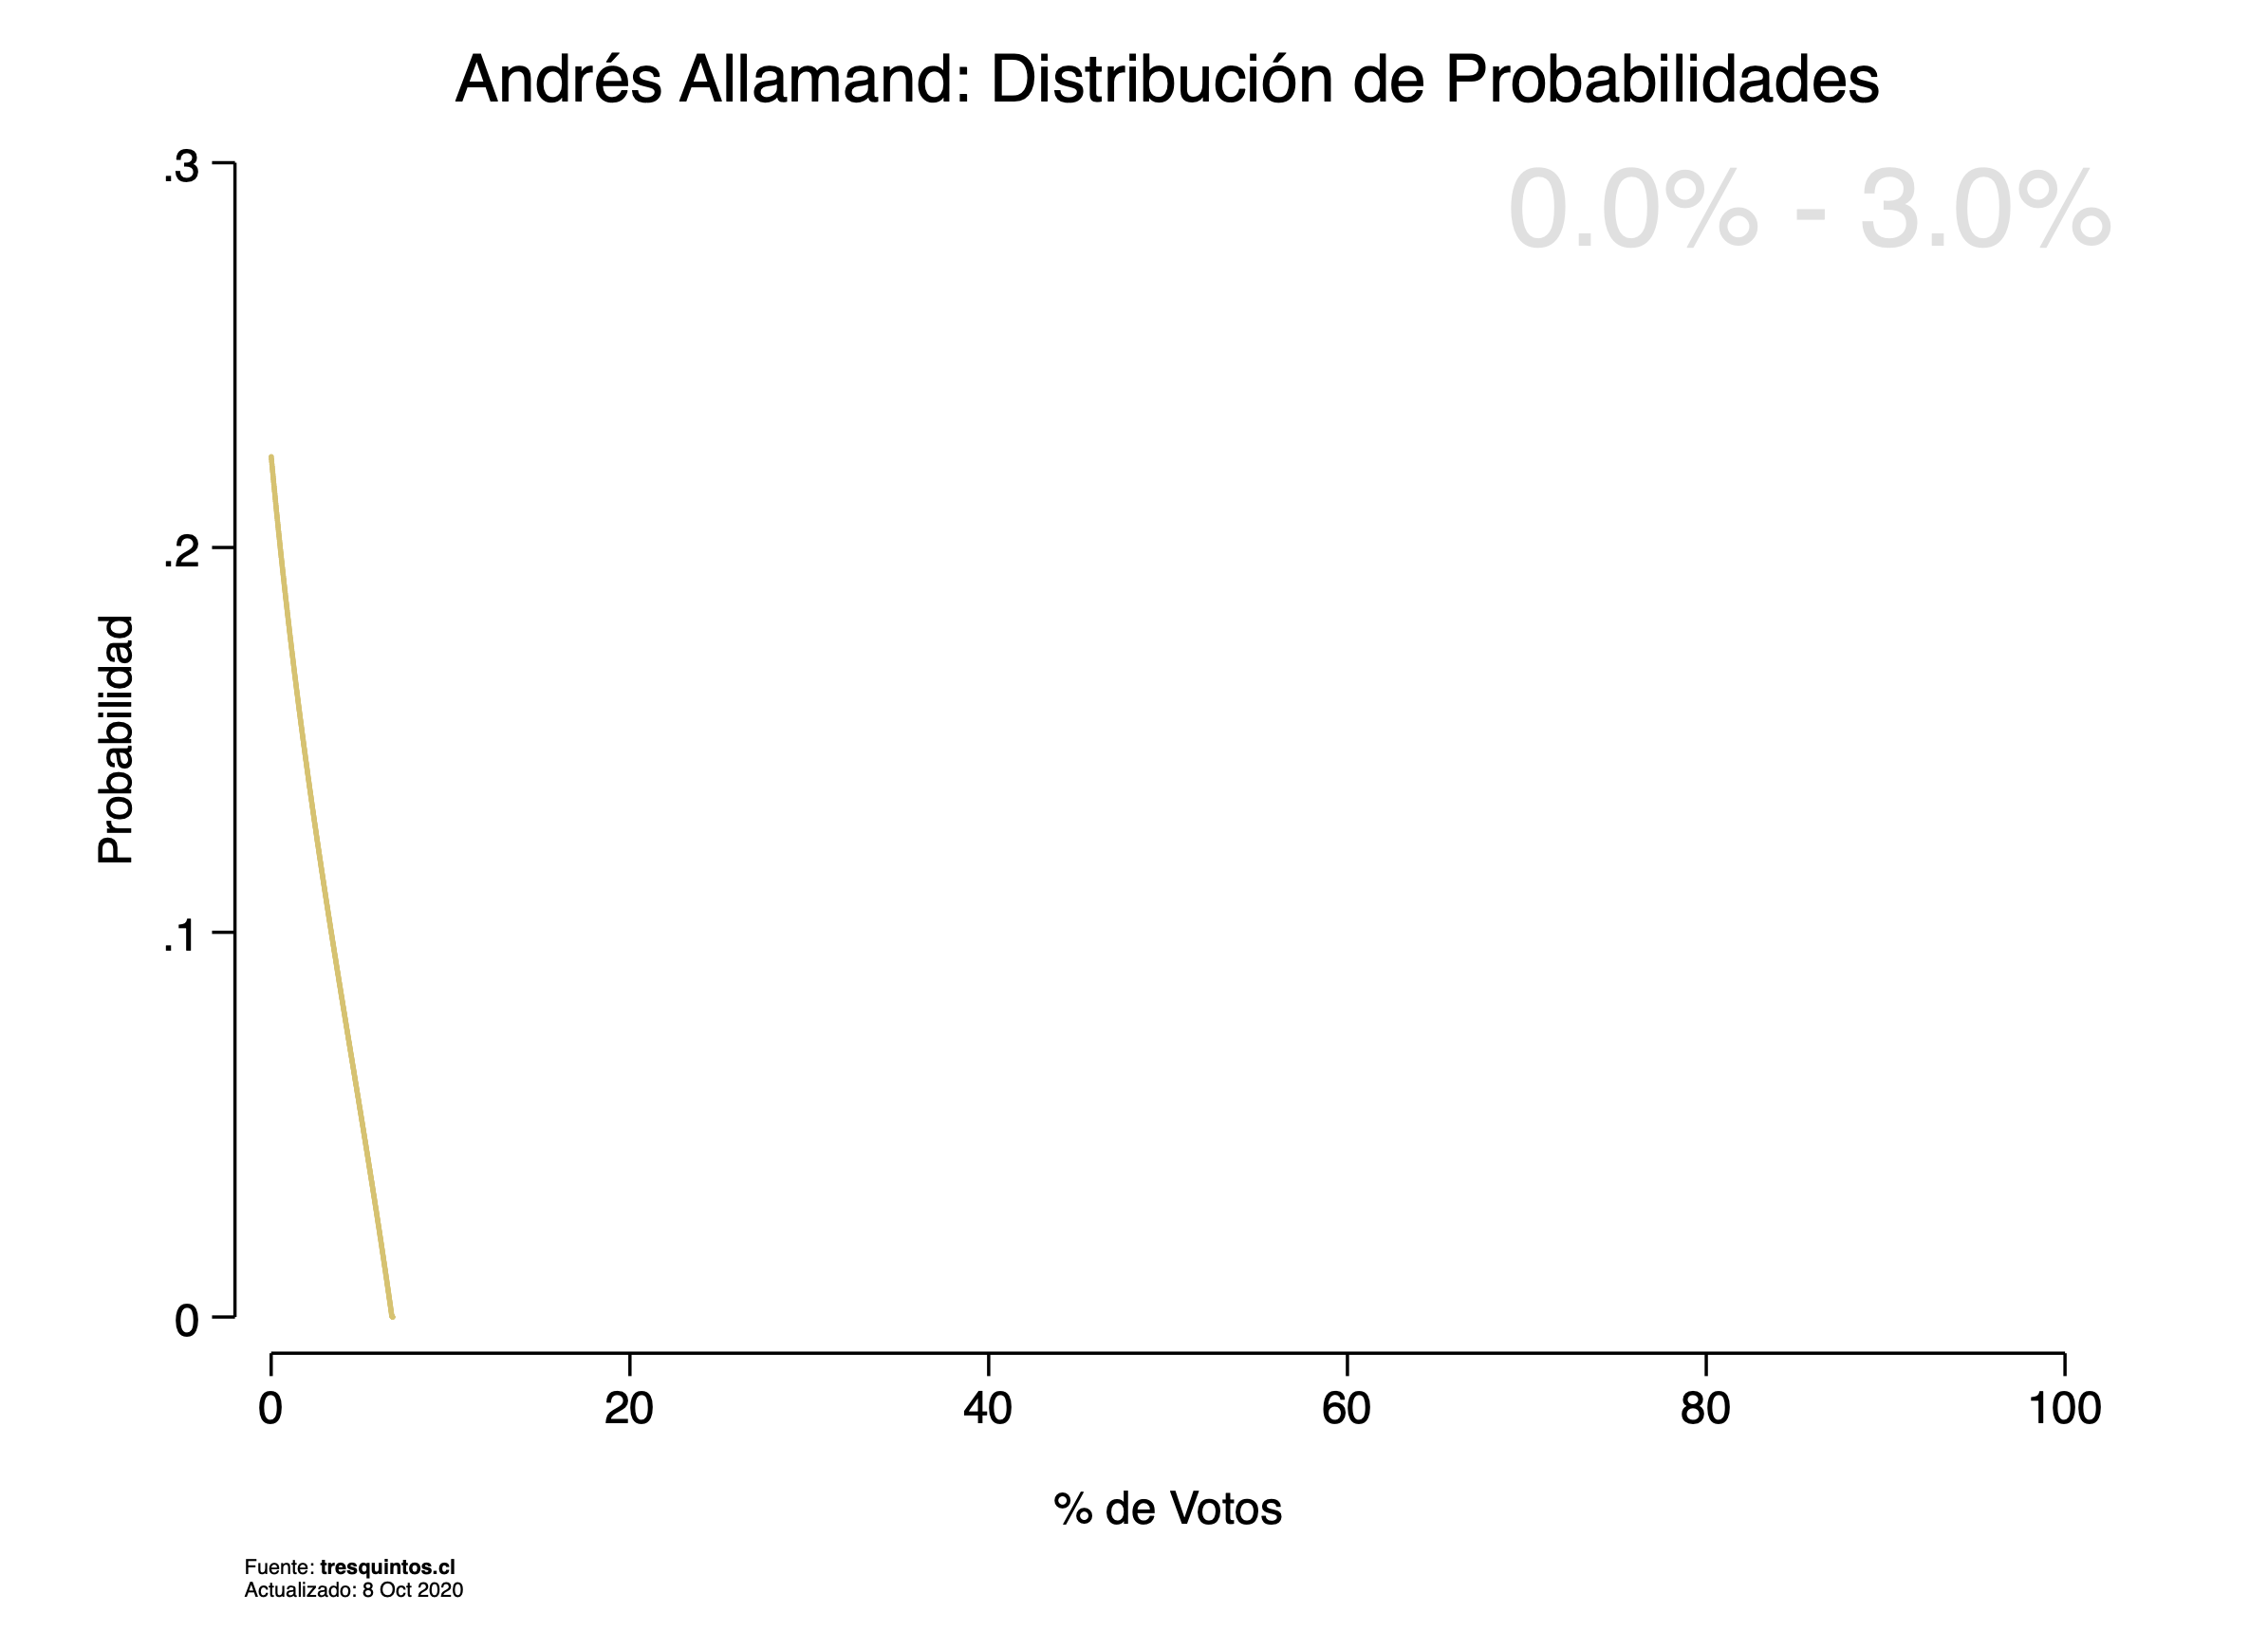 Andrés Allamand: Distribución de Probabilidades
0.0% - 3.0%
.3
.2
.1
0
Probabilidad
0 20 40 60 80 100
% de Votos
Fuente: tresquintos.cl
Actualizado: 8 Oct 2020